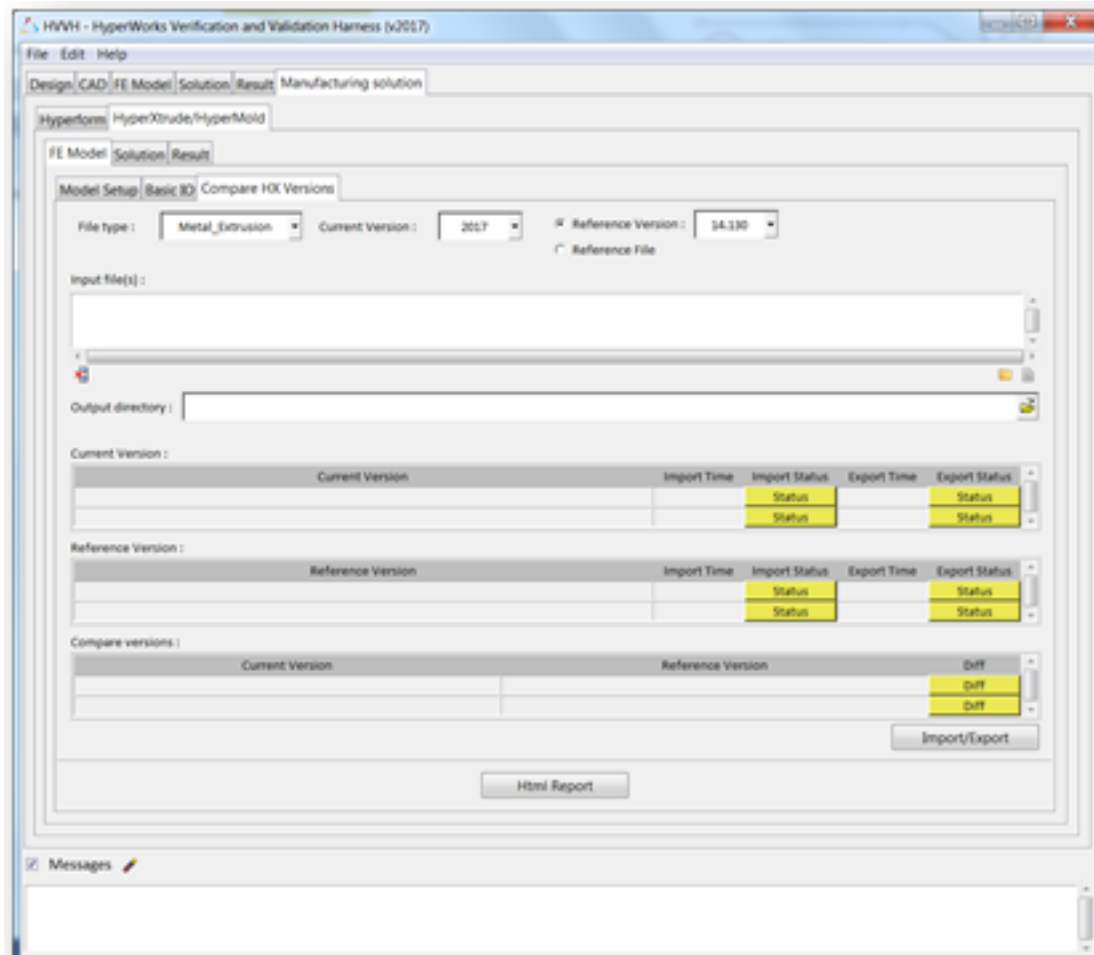 HVVH - HyperWorks Verification and Validation Harness (v2017)
File Edit Help
Design CAD FE Model Solution Result Manufacturing solution
Hyperform HyperXtrude/HyperMold
FE Model Solution Result
Model Setup Basic IO Compare HX Versions
File type : Metal_Extrusion Current Version : 2017 Reference Version : 14.130
Reference File
Input file(s) :
Output directory :
Current Version :
Current Version Import Time Import Status Export Time Export Status
Status Status
Status Status
Reference Version :
Reference Version Import Time Import Status Export Time Export Status
Status Status
Status Status
Compare versions :
Current Version Reference Version Diff
Diff
Diff
Import/Export
Html Report
Messages